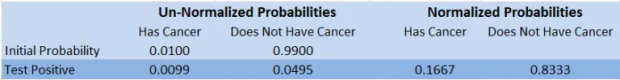 Un-Normalized Probabilities Normalized Probabilities
Has Cancer Does Not Have Cancer Has Cancer Does Not Have Cancer
Initial Probability 0.0100 0.9900
Test Positive 0.0099 0.0495 0.1667 0.8333